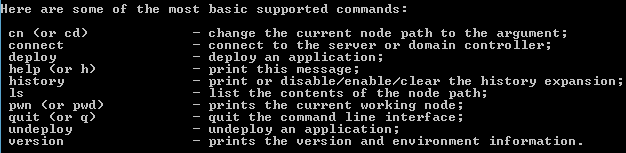 Here are some of the most basic supported commands:
cn (or cd) - change the current node path to the argument;
connect - connect to the server or domain controller;
deploy - deploy an application;
help (or h) - print this message;
history - print or disable/enable/clear the history expansion;
ls - list the contents of the node path;
pwn (or pwd) - prints the current working node;
quit (or q) - quit the command line interface;
undeploy - undeploy an application;
version - prints the version and environment information.